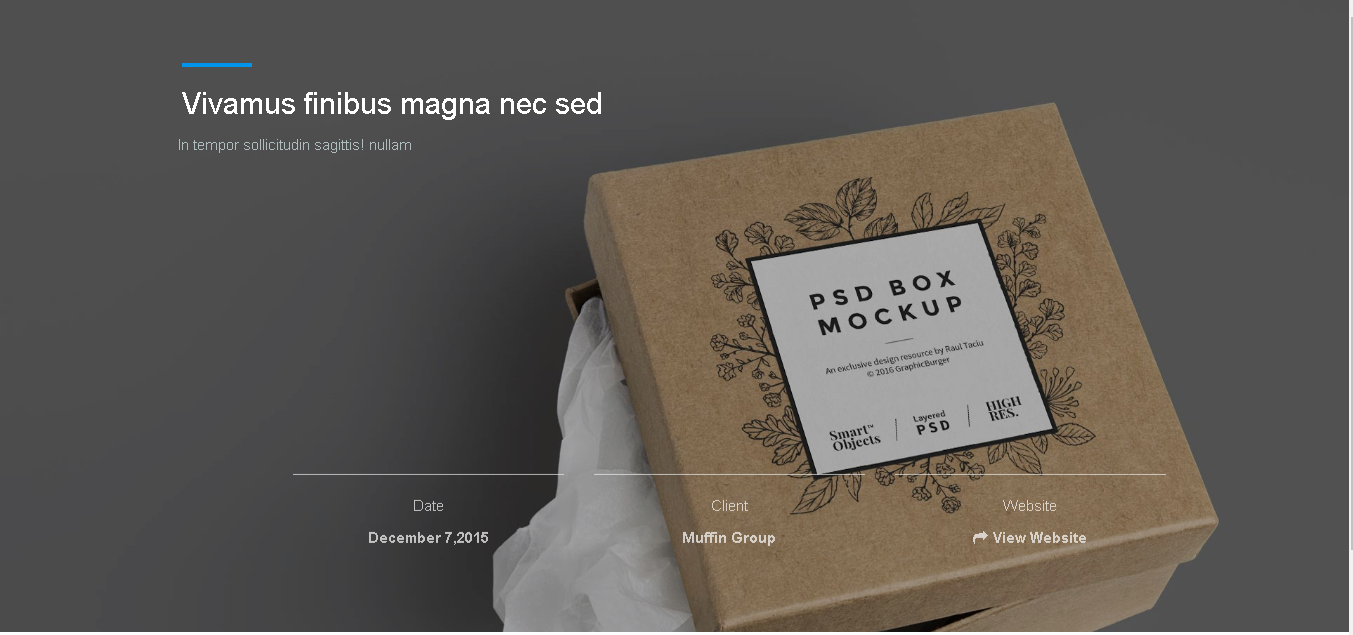 Vivamus finibus magna nec sed
In tempor sollicitudin sagittis! nullam
PSD BOX
MOCKUP
An exclusive design resource by Raul Taciu
© 2016 GraphicBurger
Smart™
Objects
Layered
PSD
HIGH
RES.
Date
Client
Website
December 7,2015
Muffin Group
View Website